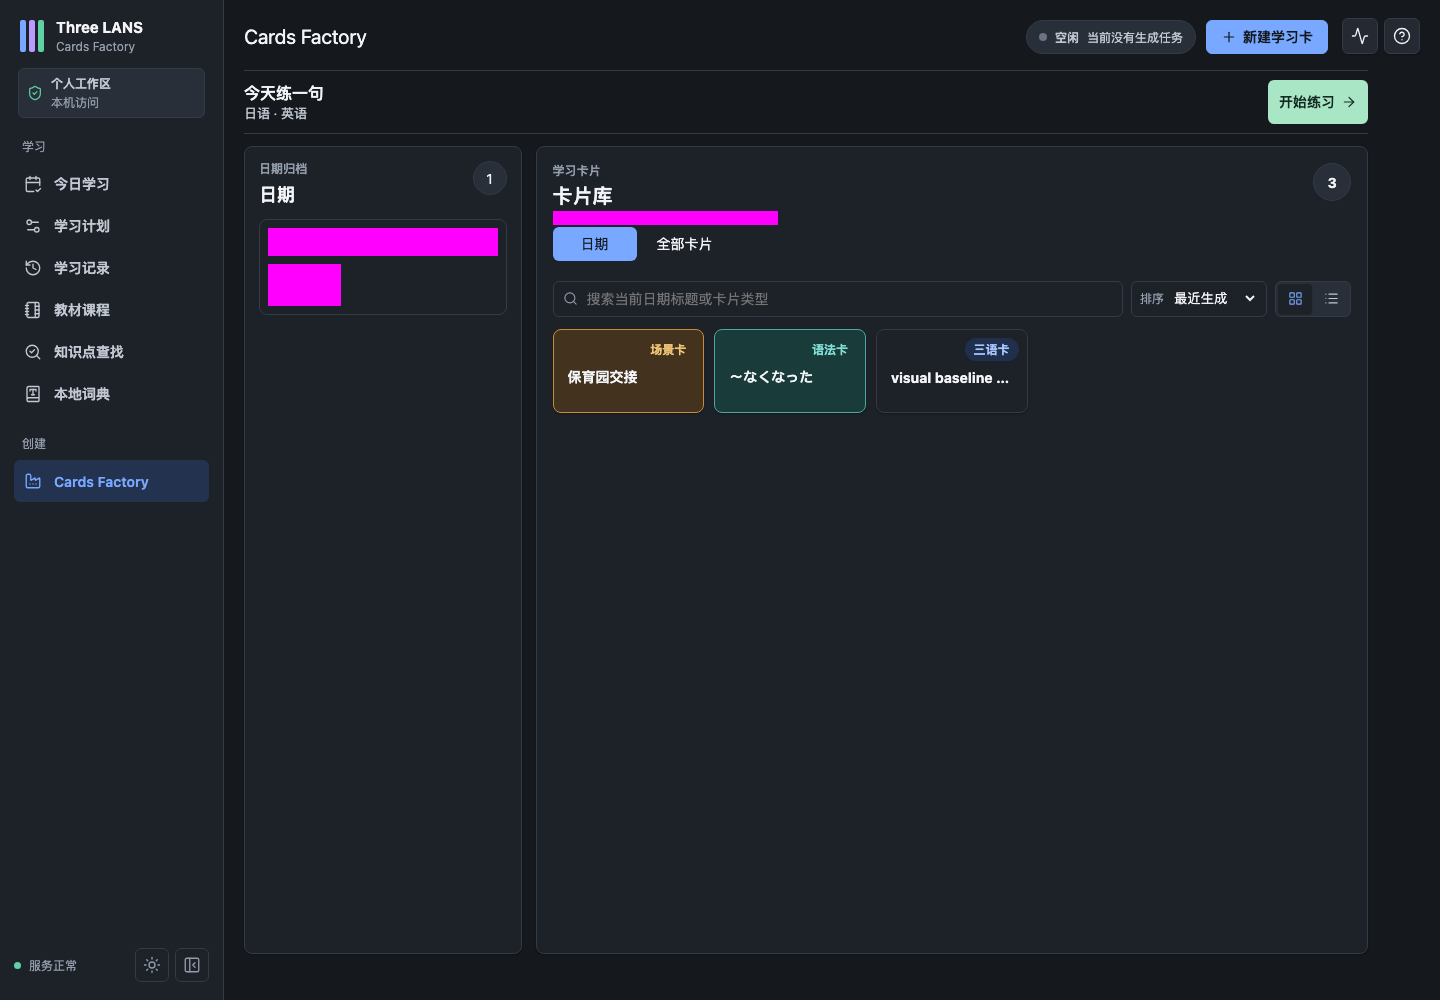 Three LANS
Cards Factory
个人工作区
本机访问
学习
今日学习
学习计划
学习记录
教材课程
知识点查找
本地词典
创建
Cards Factory
服务正常
Cards Factory
空闲 当前没有生成任务
新建学习卡
今天练一句
日语 · 英语
开始练习
日期归档
日期
1
学习卡片
卡片库
3
日期
全部卡片
搜索当前日期标题或卡片类型
排序 最近生成
场景卡
保育园交接
语法卡
〜なくなった
三语卡
visual baseline ...